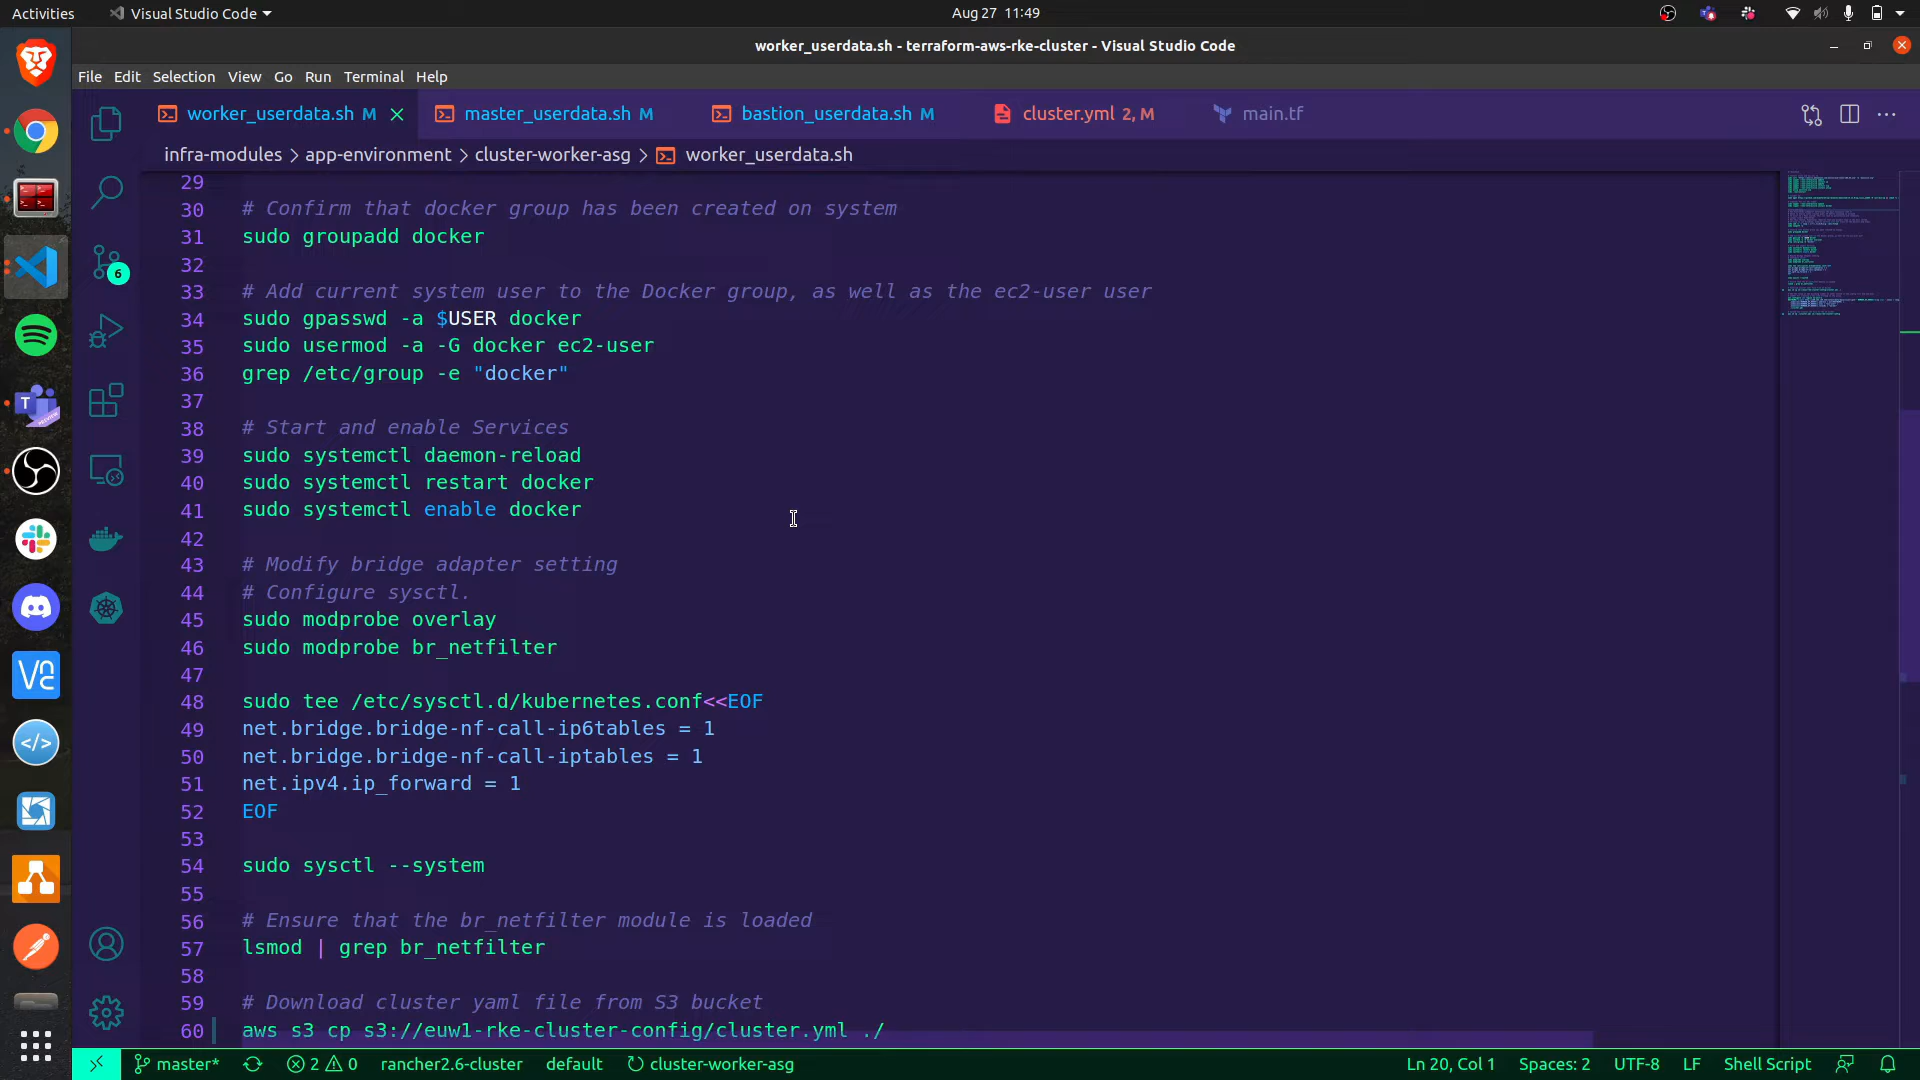 Activities Visual Studio Code Aug 27 11:49
worker_userdata.sh - terraform-aws-rke-cluster - Visual Studio Code
File Edit Selection View Go Run Terminal Help
worker_userdata.sh M master_userdata.sh M bastion_userdata.sh M cluster.yml 2, M main.tf
infra-modules > app-environment > cluster-worker-asg > worker_userdata.sh
29
30 # Confirm that docker group has been created on system
31 sudo groupadd docker
32
33 # Add current system user to the Docker group, as well as the ec2-user user
34 sudo gpasswd -a $USER docker
35 sudo usermod -a -G docker ec2-user
36 grep /etc/group -e "docker"
37
38 # Start and enable Services
39 sudo systemctl daemon-reload
40 sudo systemctl restart docker
41 sudo systemctl enable docker
42
43 # Modify bridge adapter setting
44 # Configure sysctl.
45 sudo modprobe overlay
46 sudo modprobe br_netfilter
47
48 sudo tee /etc/sysctl.d/kubernetes.conf<<EOF
49 net.bridge.bridge-nf-call-ip6tables = 1
50 net.bridge.bridge-nf-call-iptables = 1
51 net.ipv4.ip_forward = 1
52 EOF
53
54 sudo sysctl --system
55
56 # Ensure that the br_netfilter module is loaded
57 lsmod | grep br_netfilter
58
59 # Download cluster yaml file from S3 bucket
60 aws s3 cp s3://euw1-rke-cluster-config/cluster.yml ./
6
master* 2 0 rancher2.6-cluster default cluster-worker-asg Ln 20, Col 1 Spaces: 2 UTF-8 LF Shell Script